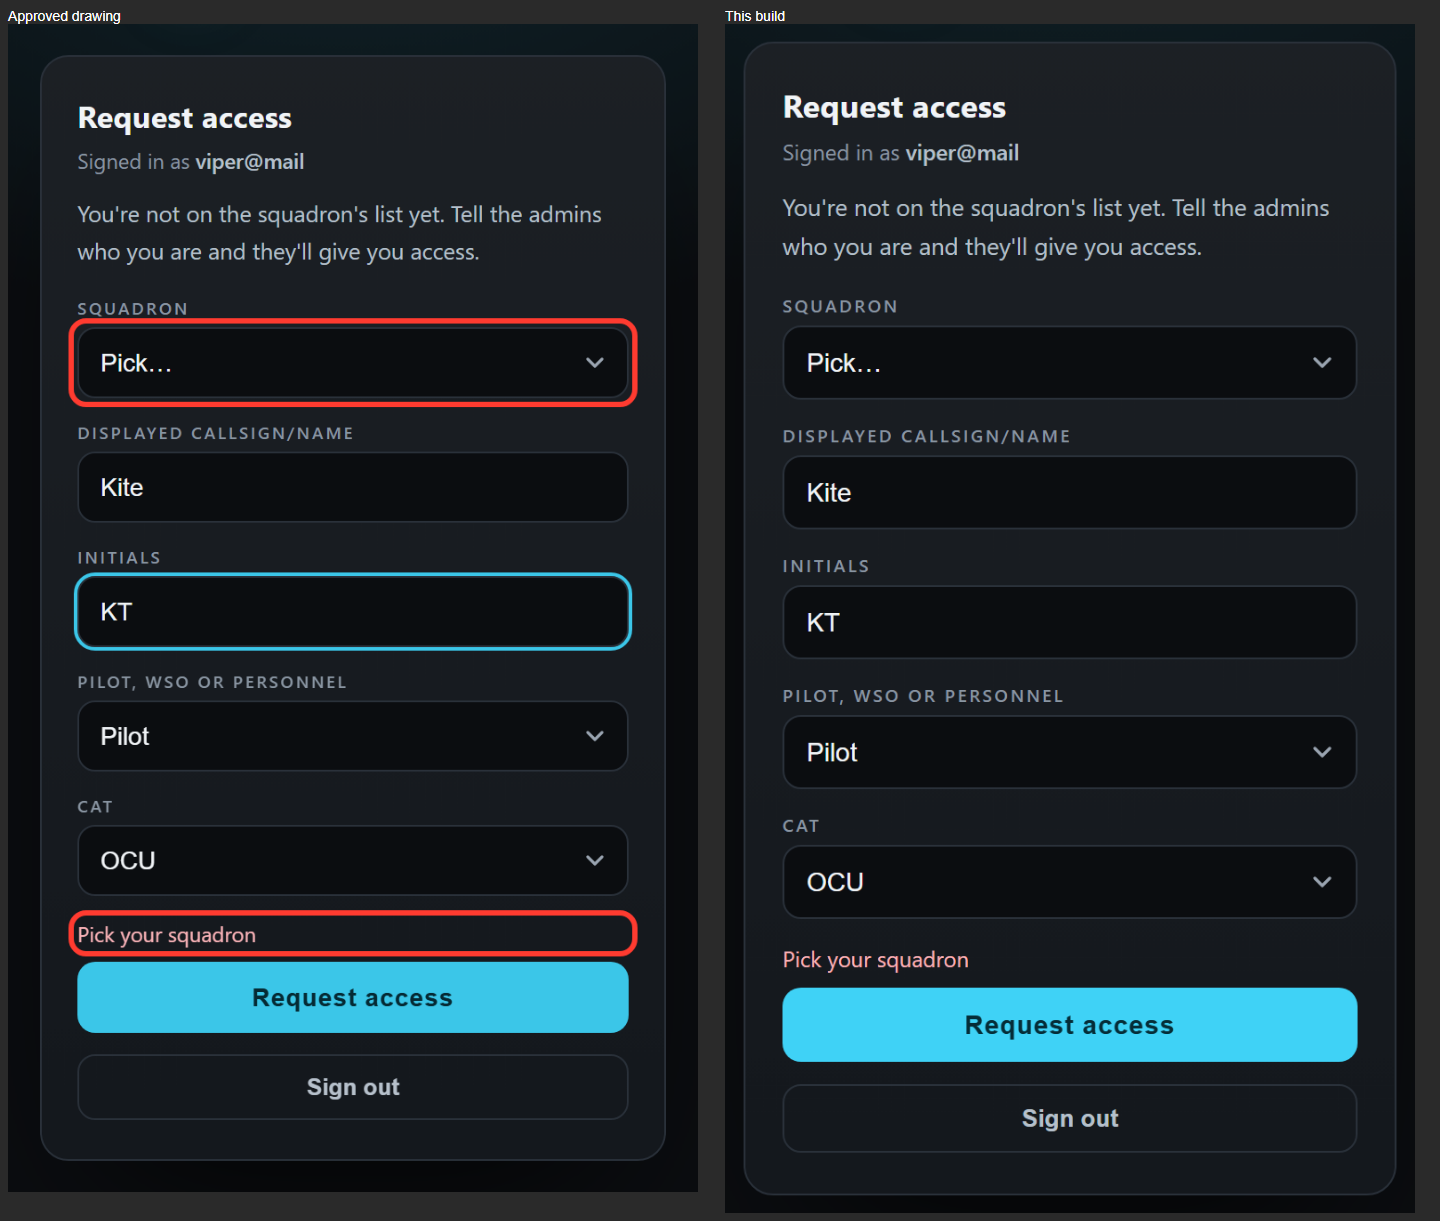 Approved drawing
Request access
Signed in as viper@mail
You're not on the squadron's list yet. Tell the admins
who you are and they'll give you access.
SQUADRON
Pick…
DISPLAYED CALLSIGN/NAME
Kite
INITIALS
KT
PILOT, WSO OR PERSONNEL
Pilot
CAT
OCU
Pick your squadron
Request access
Sign out
This build
Request access
Signed in as viper@mail
You're not on the squadron's list yet. Tell the admins
who you are and they'll give you access.
SQUADRON
Pick…
DISPLAYED CALLSIGN/NAME
Kite
INITIALS
KT
PILOT, WSO OR PERSONNEL
Pilot
CAT
OCU
Pick your squadron
Request access
Sign out